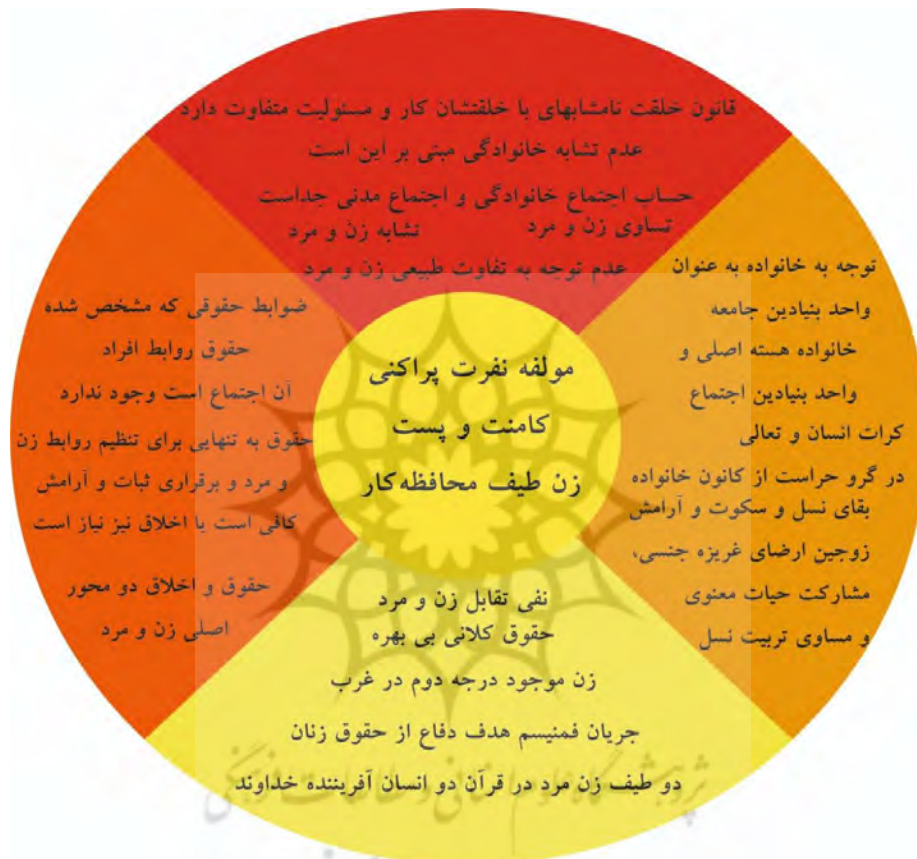 قانون خلقت نامشابهای با خلقتشان کار و مسئولیت متفاوت دارد
عدم تشابه خانوادگی مبتی بر این است
حساب اجتماع خانوادگی و اجتماع مدنی جداست
تساوی زن و مرد
تشابه زن و مرد
عدم توجه به تفاوت طبیعی زن و مرد
توجه به خانواده به عنوان
واحد بنیادین جامعه
خانواده هسته اصلی و
واحد بنیادین اجتماع
کرات انسان و تعالی
در گرو حراست از کانون خانواده
بقای نسل و سکوت و آرامش
زوجین ارضای غریزه جنسی،
مشارکت حیات معنوی
و مساوی تربیت نسل
ضوابط حقوقی که مشخص شده
حقوق روابط افراد
آن اجتماع است وجود ندارد
حقوق به تنهایی برای تنظیم روابط زن
و مرد و برقراری ثبات و آرامش
کافی است یا اخلاق نیز نیاز است
حقوق و اخلاق دو محور
اصلی زن و مرد
مولفه نفرت پراکنی
کامنت و پست
زن طیف محافظه‌کار
نفی تقابل زن و مرد
حقوق کلانی بی بهره
زن موجود درجه دوم در غرب
جریان فمنیسم هدف دفاع از حقوق زنان
دو طیف زن مرد در قرآن دو انسان آفریننده خداوند
پژوهشگاه علوم انسانی و مطالعات فرهنگی